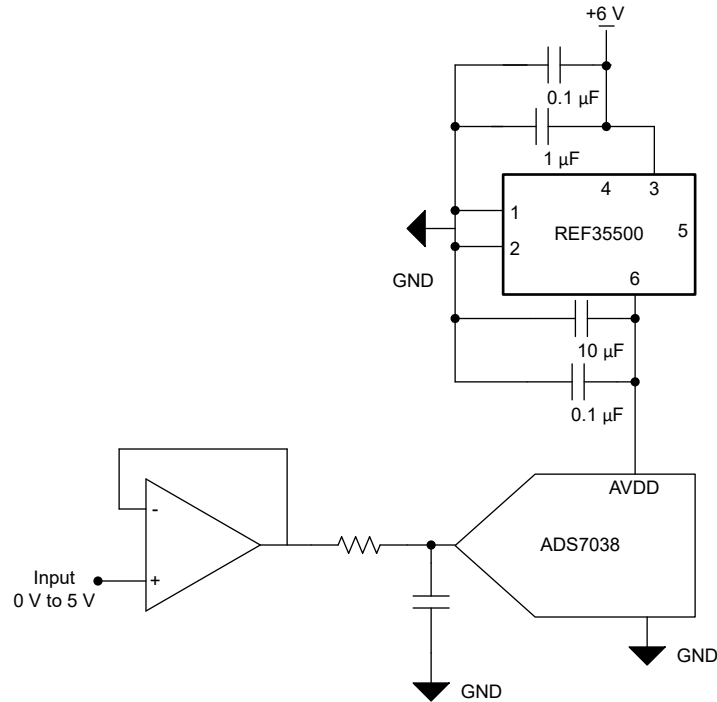 +6 V
0.1 µF
1 µF
4 3
1
REF35500
5
2
GND
6
10 µF
0.1 µF
AVDD
-
ADS7038
Input
0 V to 5 V
+
GND
GND